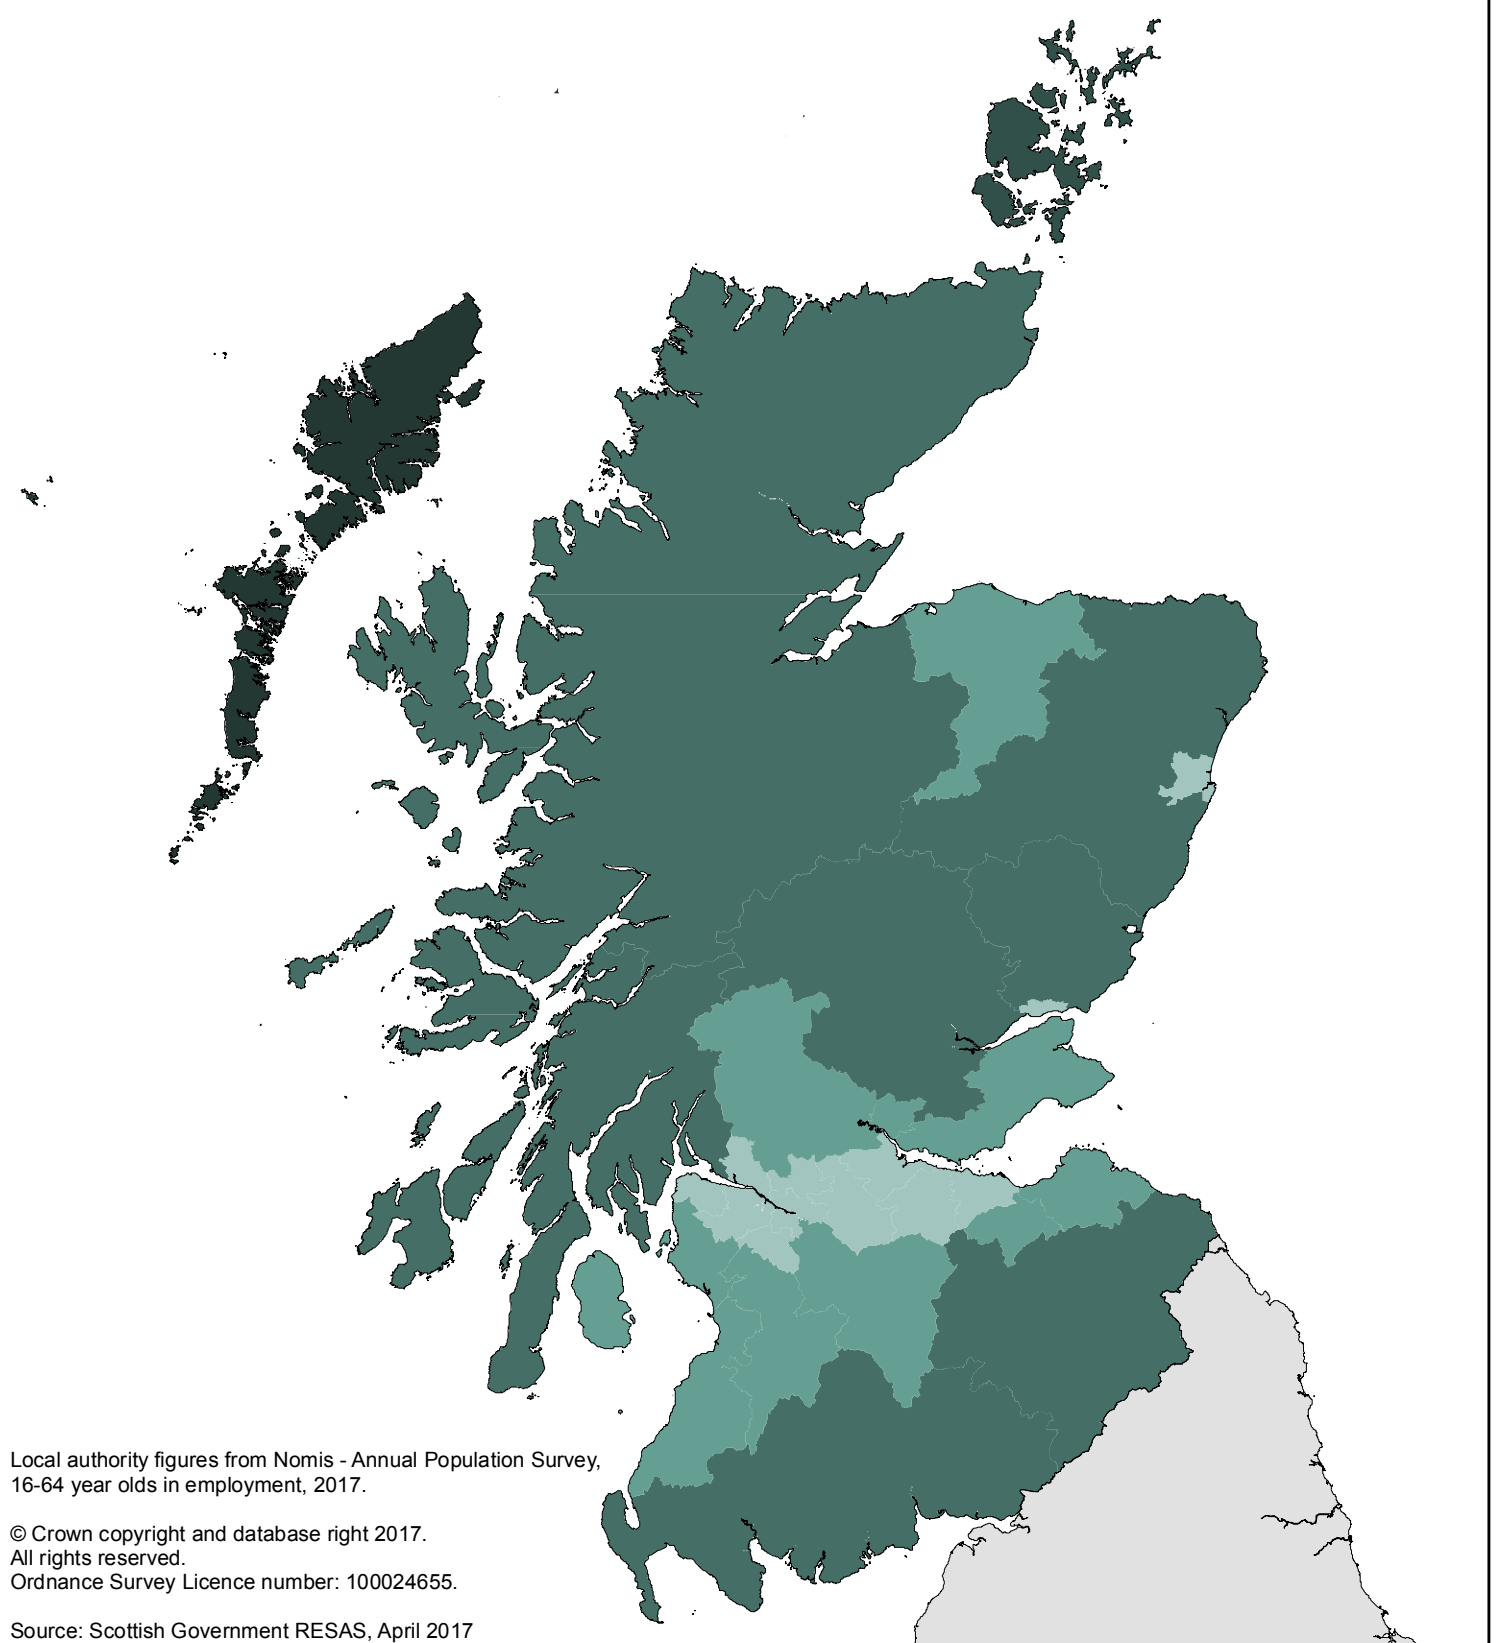 Local authority figures from Nomis - Annual Population Survey,
16-64 year olds in employment, 2017.
© Crown copyright and database right 2017.
All rights reserved.
Ordnance Survey Licence number: 100024655.
Source: Scottish Government RESAS, April 2017